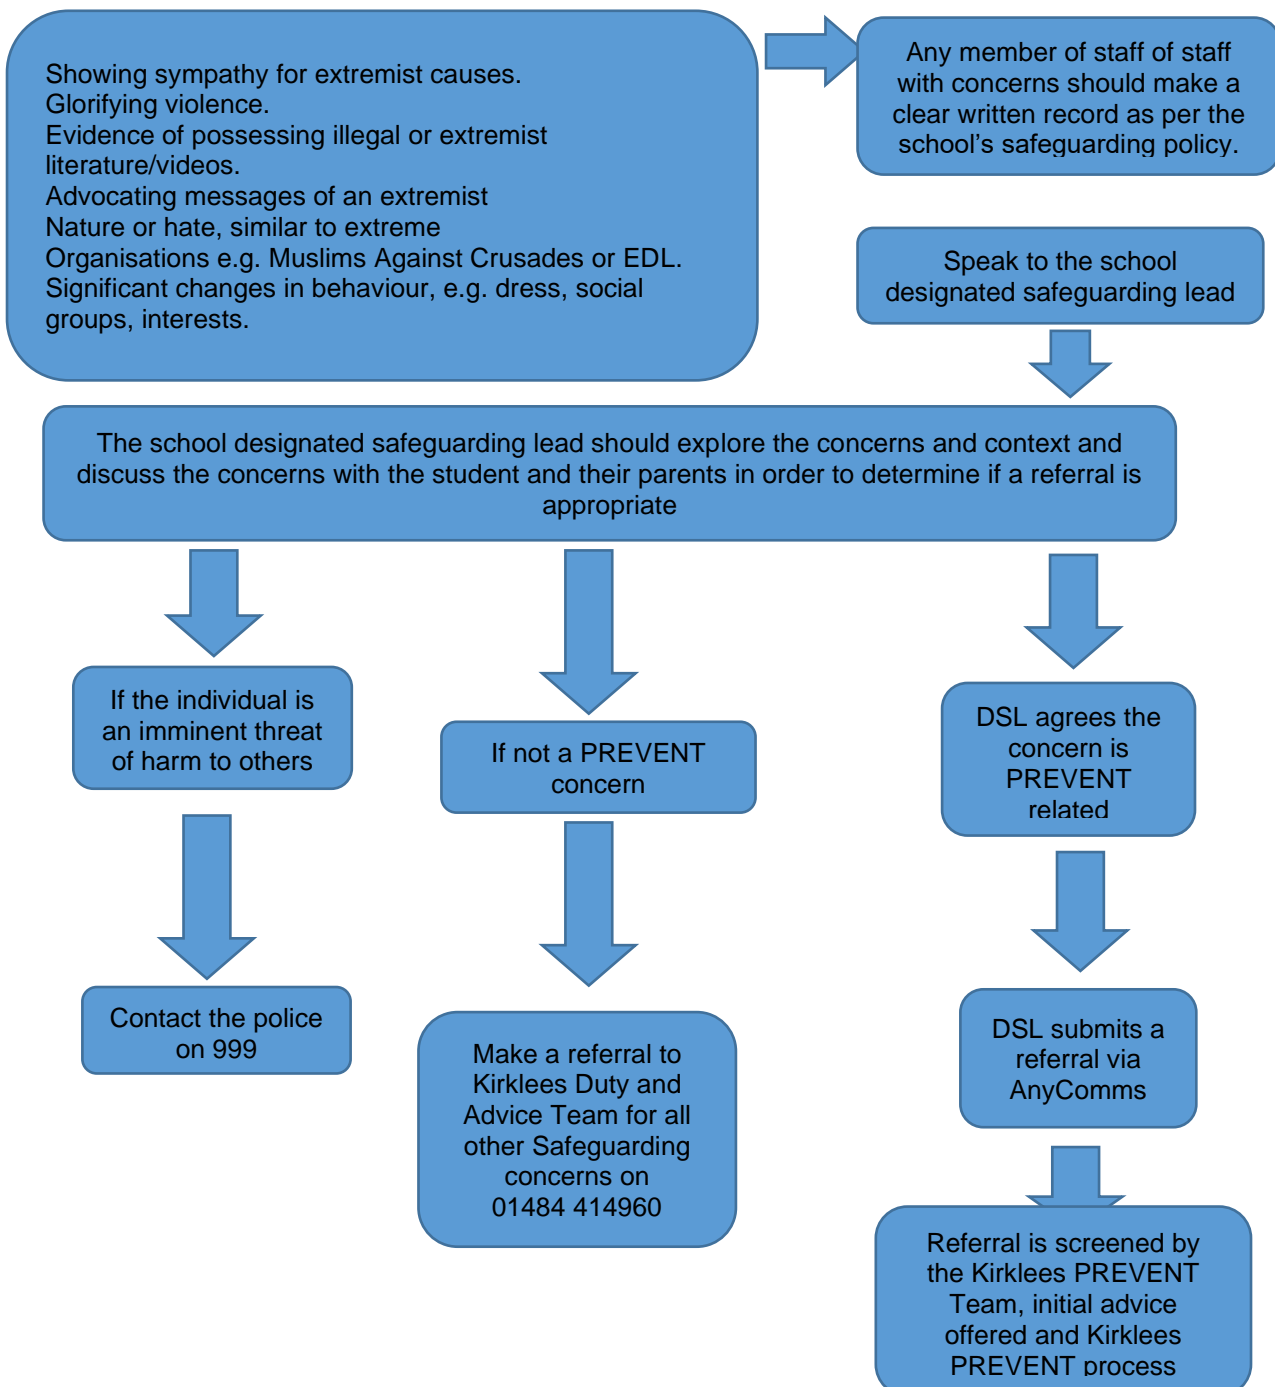 Showing sympathy for extremist causes.
Glorifying violence.
Evidence of possessing illegal or extremist
literature/videos.
Advocating messages of an extremist
Nature or hate, similar to extreme
Organisations e.g. Muslims Against Crusades or EDL.
Significant changes in behaviour, e.g. dress, social
groups, interests.
Any member of staff of staff
with concerns should make a
clear written record as per the
school’s safeguarding policy.
Speak to the school
designated safeguarding lead
The school designated safeguarding lead should explore the concerns and context and
discuss the concerns with the student and their parents in order to determine if a referral is
appropriate
If the individual is
an imminent threat
of harm to others
Contact the police
on 999
If not a PREVENT
concern
Make a referral to
Kirklees Duty and
Advice Team for all
other Safeguarding
concerns on
01484 414960
DSL agrees the
concern is
PREVENT
related
DSL submits a
referral via
AnyComms
Referral is screened by
the Kirklees PREVENT
Team, initial advice
offered and Kirklees
PREVENT process